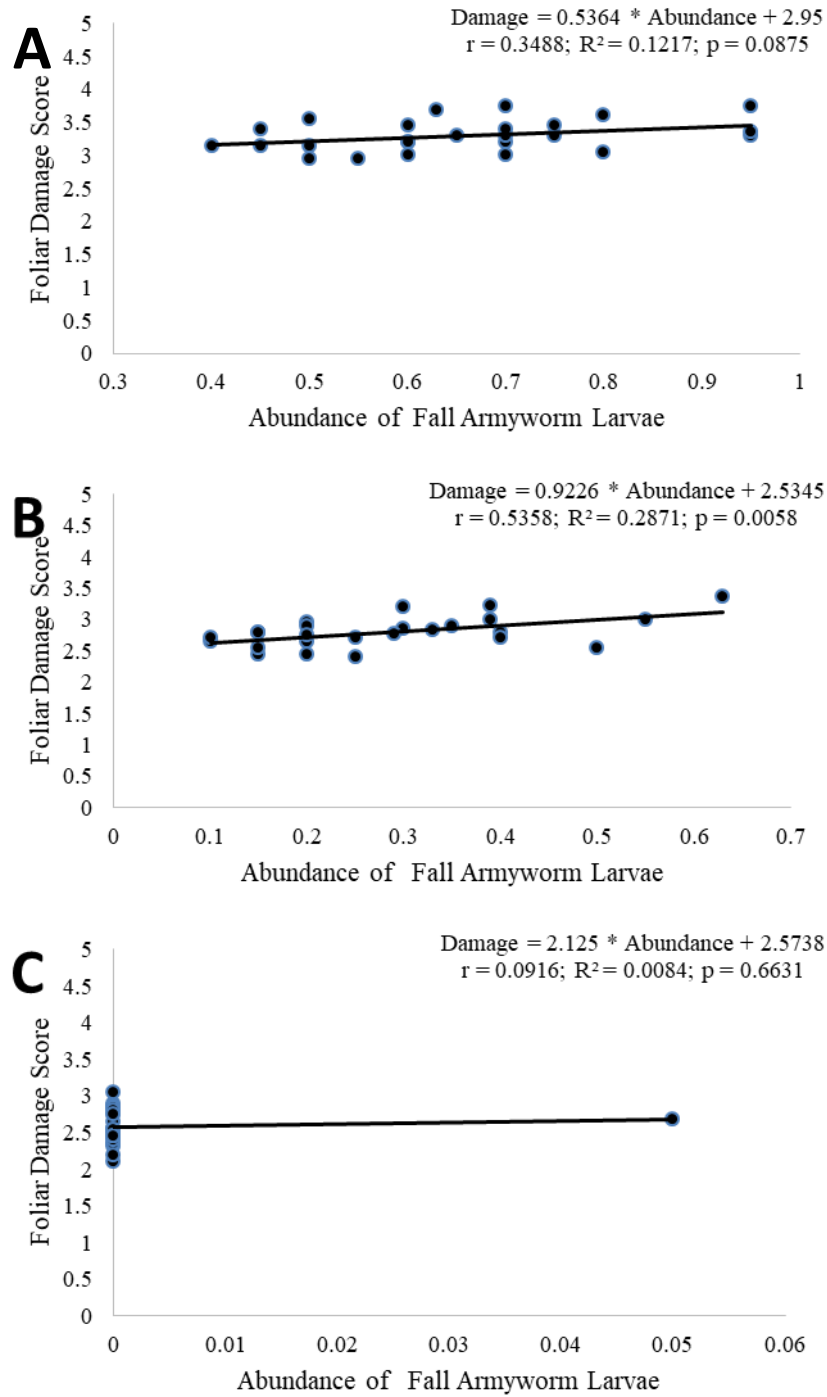 A
Damage = 0.5364 * Abundance + 2.95
r = 0.3488; R² = 0.1217; p = 0.0875
Foliar Damage Score
5
4.5
4
3.5
3
2.5
2
1.5
1
0.5
0
0.3 0.4 0.5 0.6 0.7 0.8 0.9 1
Abundance of Fall Armyworm Larvae
B
Damage = 0.9226 * Abundance + 2.5345
r = 0.5358; R² = 0.2871; p = 0.0058
Foliar Damage Score
5
4.5
4
3.5
3
2.5
2
1.5
1
0.5
0
0 0.1 0.2 0.3 0.4 0.5 0.6 0.7
Abundance of Fall Armyworm Larvae
C
Damage = 2.125 * Abundance + 2.5738
r = 0.0916; R² = 0.0084; p = 0.6631
Foliar Damage Score
5
4.5
4
3.5
3
2.5
2
1.5
1
0.5
0
0 0.01 0.02 0.03 0.04 0.05 0.06
Abundance of Fall Armyworm Larvae